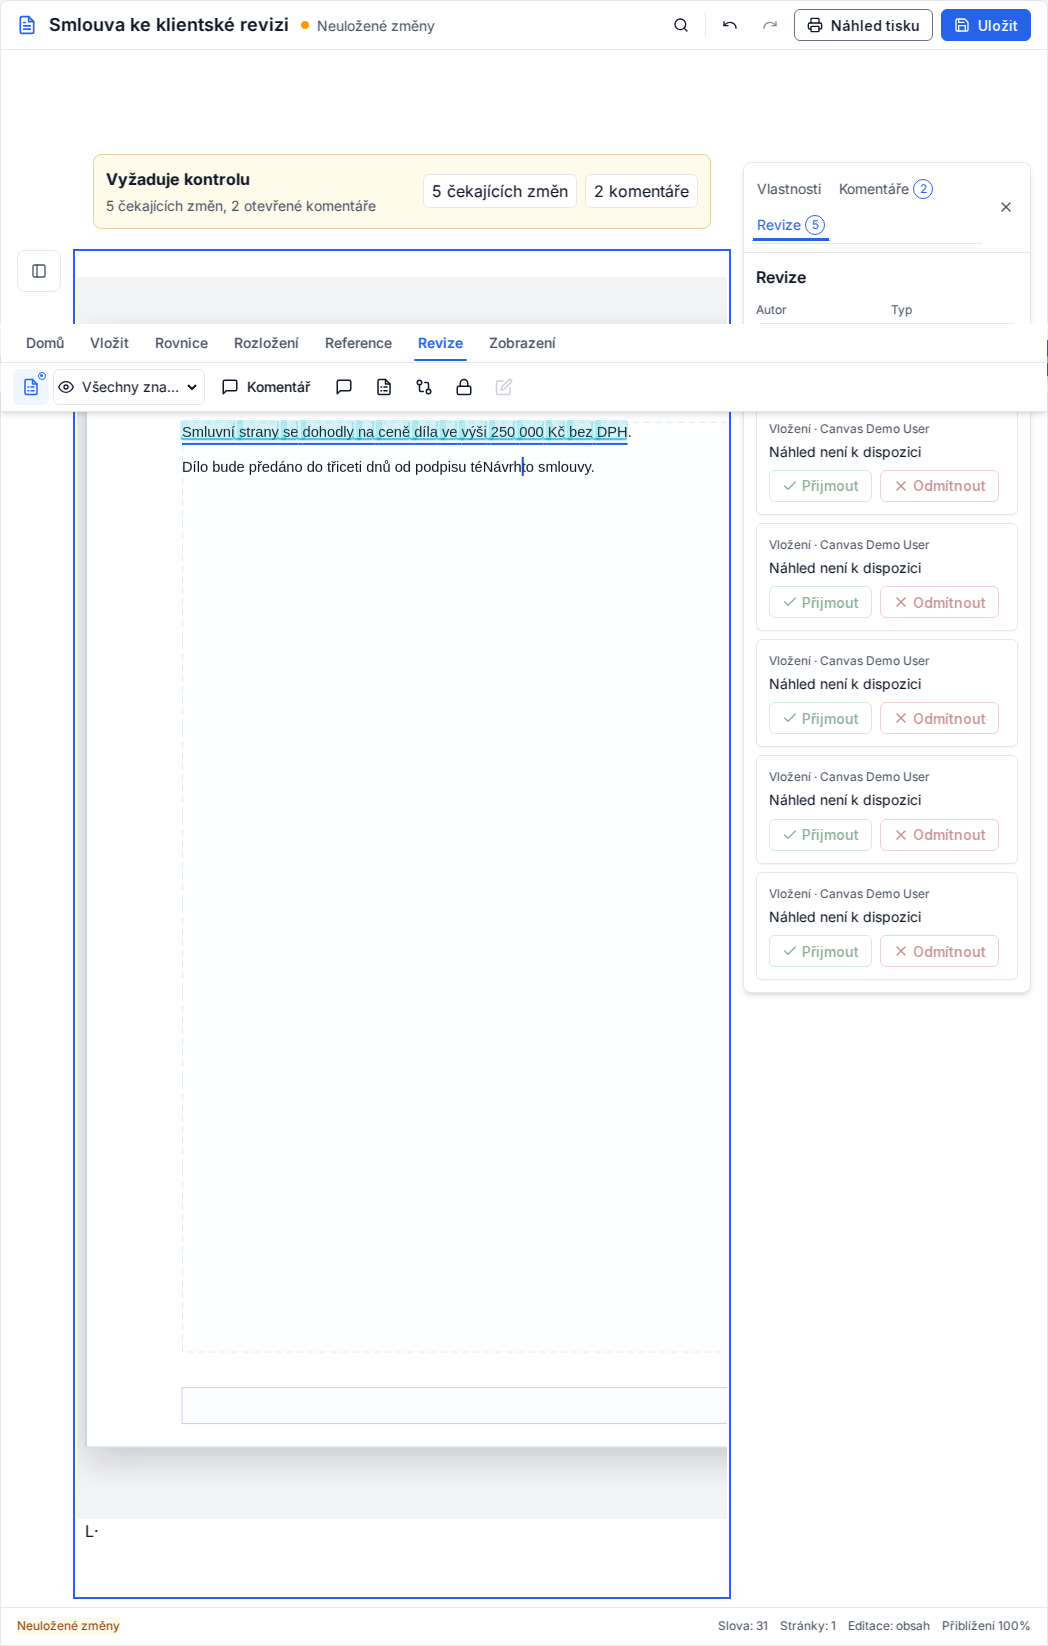 Smlouva ke klientské revizi
Neuložené změny
Náhled tisku
Uložit
Vyžaduje kontrolu
5 čekajících změn, 2 otevřené komentáře
5 čekajících změn
2 komentáře
Vlastnosti
Komentáře 2
Revize 5
Revize
Autor
Typ
Domů
Vložit
Rovnice
Rozložení
Reference
Revize
Zobrazení
Všechny zna...
Komentář
Smluvní strany se dohodly na ceně díla ve výši 250 000 Kč bez DPH.
Dílo bude předáno do třiceti dnů od podpisu téNávrhto smlouvy.
Vložení · Canvas Demo User
Náhled není k dispozici
Přijmout
Odmítnout
Vložení · Canvas Demo User
Náhled není k dispozici
Přijmout
Odmítnout
Vložení · Canvas Demo User
Náhled není k dispozici
Přijmout
Odmítnout
Vložení · Canvas Demo User
Náhled není k dispozici
Přijmout
Odmítnout
Vložení · Canvas Demo User
Náhled není k dispozici
Přijmout
Odmítnout
L·
Neuložené změny
Slova: 31
Stránky: 1
Editace: obsah
Přiblížení 100%